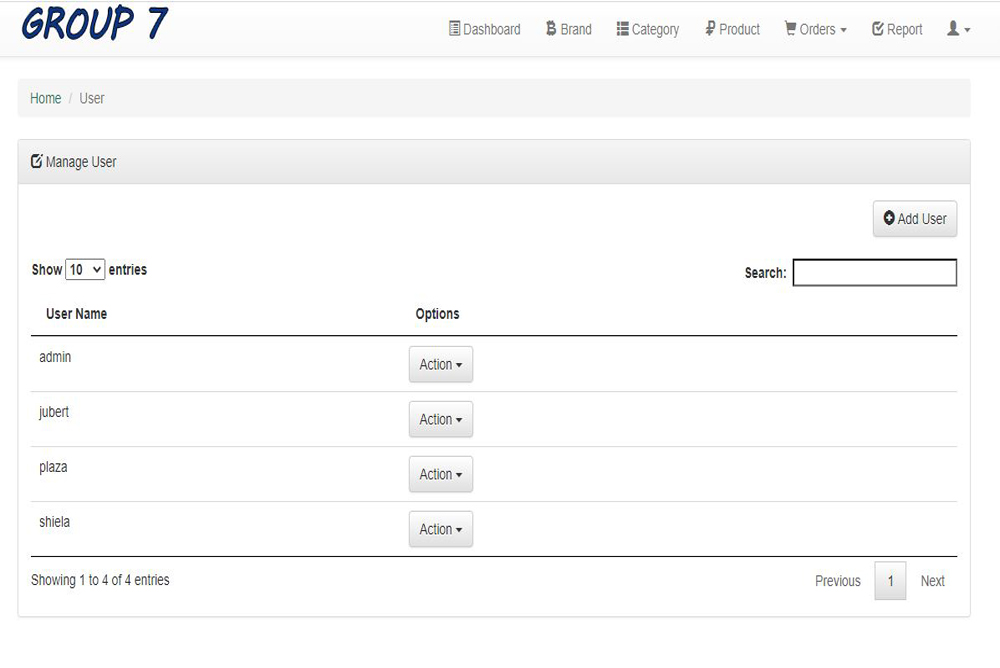 GROUP 7
Dashboard Brand Category Product Orders Report
Home / User
Manage User
Add User
Show 10 entries Search:
User Name Options
admin Action
jubert Action
plaza Action
shiela Action
Showing 1 to 4 of 4 entries Previous 1 Next